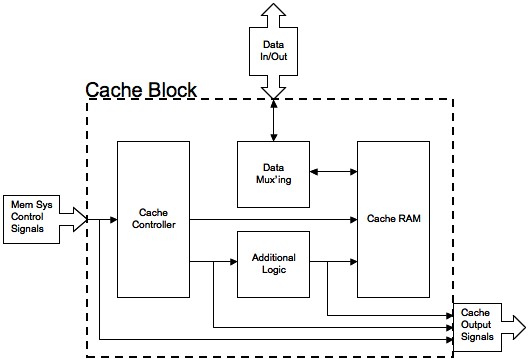 Data
In/Out
Cache Block
Data
Mux'ing
Mem Sys
Control
Signals
Cache
Controller
Cache RAM
Additional
Logic
Cache
Output
Signals